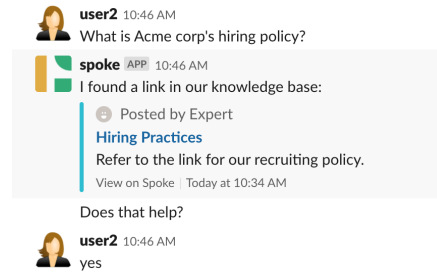 user2 10:46 AM
What is Acme corp's hiring policy?
spoke APP 10:46 AM
I found a link in our knowledge base:
Posted by Expert
Hiring Practices
Refer to the link for our recruiting policy.
View on Spoke | Today at 10:34 AM
Does that help?
user2 10:46 AM
yes